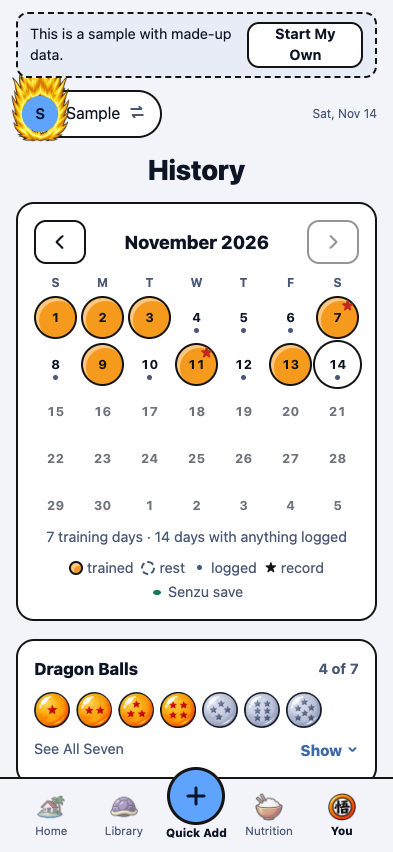 This is a sample with made-up
data.
Start My
Own
S
Sample
Sat, Nov 14
History
November 2026
S M T W T F S
1 2 3 4 5 6 7
8 9 10 11 12 13 14
15 16 17 18 19 20 21
22 23 24 25 26 27 28
29 30 1 2 3 4 5
7 training days · 14 days with anything logged
trained rest logged record
Senzu save
Dragon Balls
4 of 7
See All Seven
Show
Home
Library
Quick Add
Nutrition
悟
You